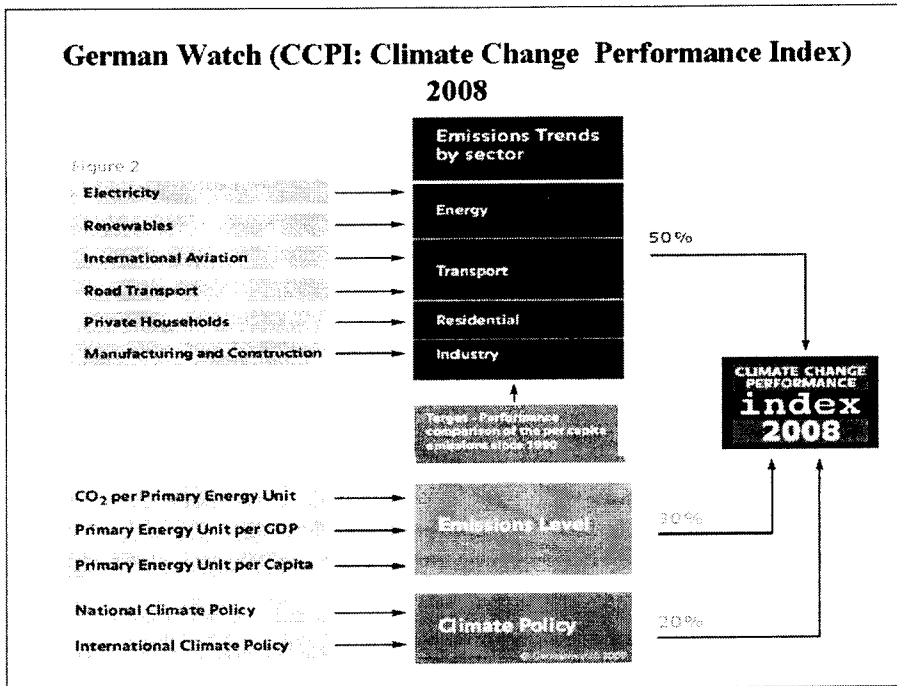 German Watch (CCPI: Climate Change Performance Index)
2008
Figure 2
Emissions Trends
by sector
Electricity
Renewables
International Aviation
Road Transport
Private Households
Manufacturing and Construction
Energy
Transport
Residential
Industry
50%
Target - Performance
comparison of the per capita
emissions since 1990
CLIMATE CHANGE
PERFORMANCE
index
2008
CO₂ per Primary Energy Unit
Primary Energy Unit per GDP
Primary Energy Unit per Capita
Emissions Level
30%
National Climate Policy
International Climate Policy
Climate Policy
20%
©